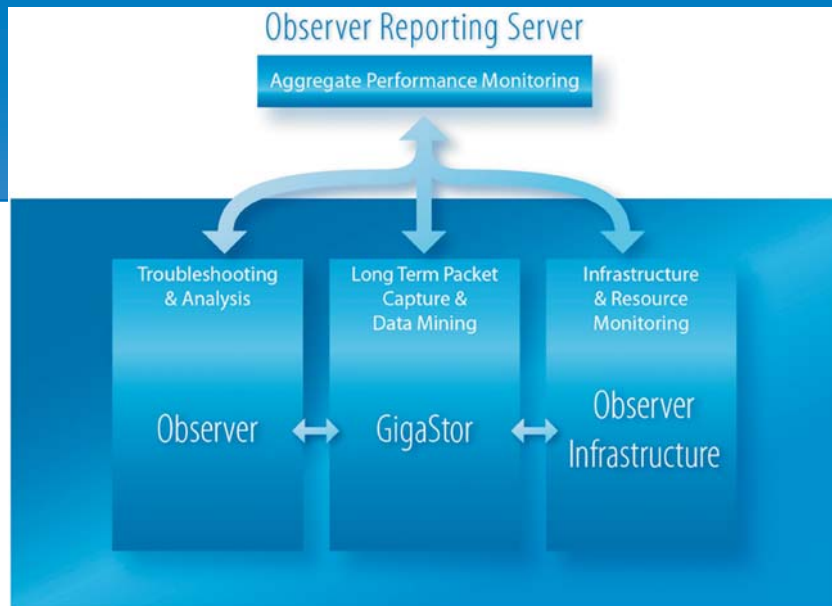 Observer Reporting Server
Aggregate Performance Monitoring
Troubleshooting
& Analysis
Observer
Long Term Packet
Capture &
Data Mining
GigaStor
Infrastructure
& Resource
Monitoring
Observer
Infrastructure